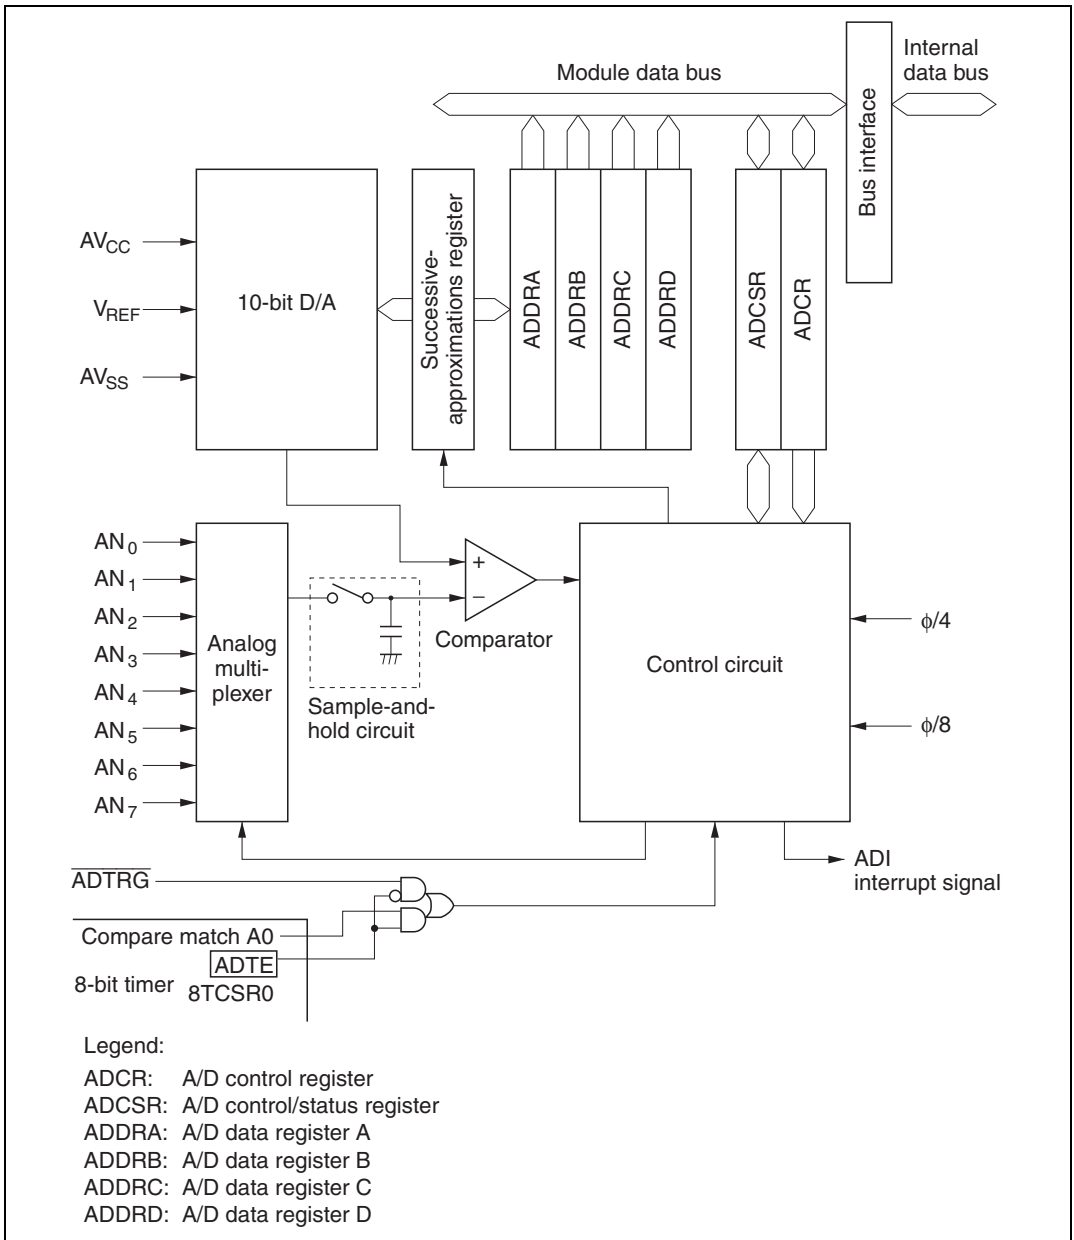 Module data bus
Internal
data bus
Bus interface
AVCC
VREF
AVSS
10-bit D/A
Successive-
approximations register
ADDRA
ADDRB
ADDRC
ADDRD
ADCSR
ADCR
AN0
AN1
AN2
AN3
AN4
AN5
AN6
AN7
Analog
multi-
plexer
+
−
Comparator
Sample-and-
hold circuit
Control circuit
ϕ/4
ϕ/8
ADI
interrupt signal
ADTRG
Compare match A0
ADTE
8-bit timer
8TCSR0
Legend:
ADCR: A/D control register
ADCSR: A/D control/status register
ADDRA: A/D data register A
ADDRB: A/D data register B
ADDRC: A/D data register C
ADDRD: A/D data register D